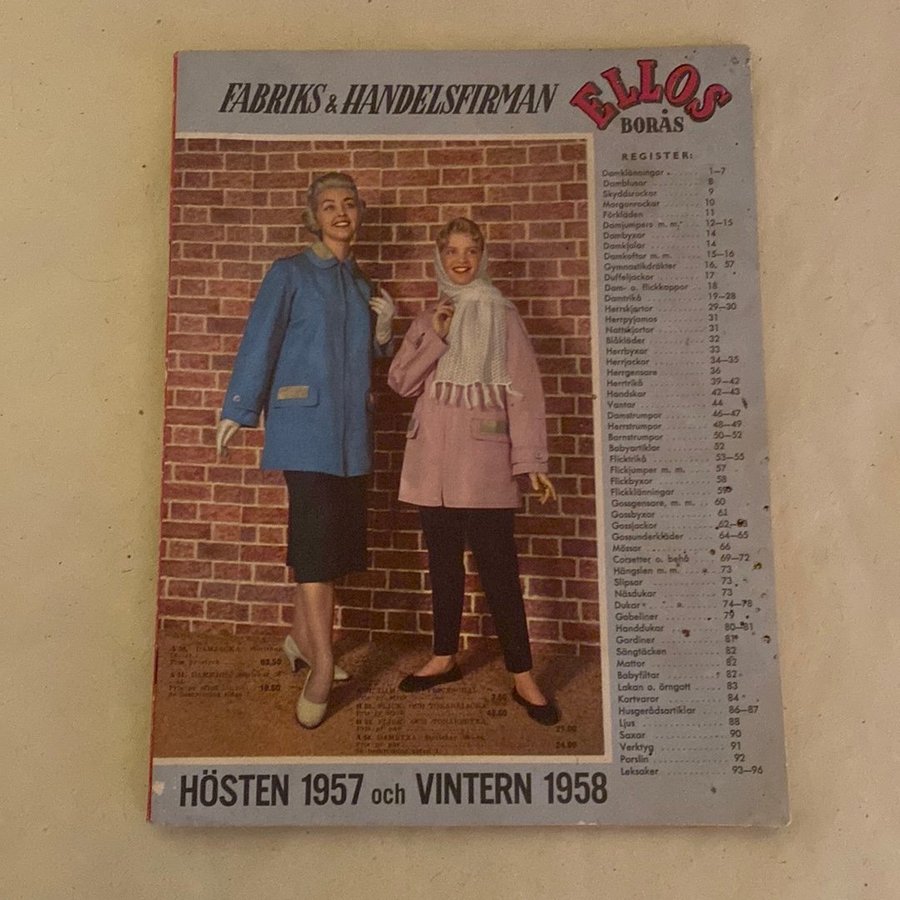 FABRIKS & HANDELSFIRMAN ELLOS
BORÅS
REGISTER:
Damklänningar 1—7
Damblusar 8
Skyddsrockar 9
Morgonrockar 10
Förkläden 11
Damjumpers m. m. 12—15
Dambyxor 14
Damkjolar 14
Damkoftor m. m. 15—16
Gymnastikdräkter 16, 57
Duffeljackor 17
Dam- o. flickkappor 18
Damtrikå 19—28
Herrskjortor 29—30
Herrpyjamas 31
Nattskjortor 31
Blåkläder 32
Herrbyxor 33
Herrjackor 34—35
Herrgensare 36
Herrtrikå 39—42
Handskar 42—43
Vantar 44
Damstrumpor 46—47
Herrstrumpor 48—49
Barnstrumpor 50—52
Babyartiklar 52
Flicktrikå 53—55
Flickjumper m. m. 57
Flickbyxor 58
Flickklänningar 59
Gossgensare, m. m. 60
Gossbyxor 61
Gossjackor 62—63
Gossunderkläder 64—65
Mössor 66
Corsetter o. behå 69—72
Hängslen m. m. 73
Slipsar 73
Näsdukar 73
Dukar 74—78
Gobeliner 79
Handdukar 80—81
Gardiner 81
Sängtäcken 82
Mattor 82
Babyfiltar 82
Lakan o. örngott 83
Kortvaror 84
Husgerådsartiklar 86—87
Ljus 88
Saxar 90
Verktyg 91
Porslin 92
Leksaker 93—96
HÖSTEN 1957 och VINTERN 1958